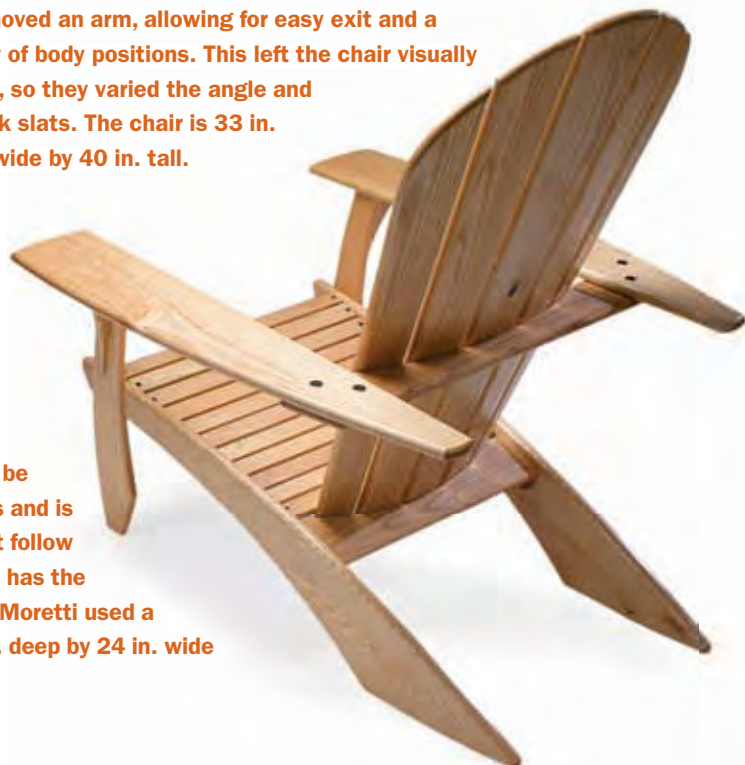 moved an arm, allowing for easy exit and a
of body positions. This left the chair visually
, so they varied the angle and
k slats. The chair is 33 in.
wide by 40 in. tall.
be
s and is
t follow
has the
Moretti used a
. deep by 24 in. wide